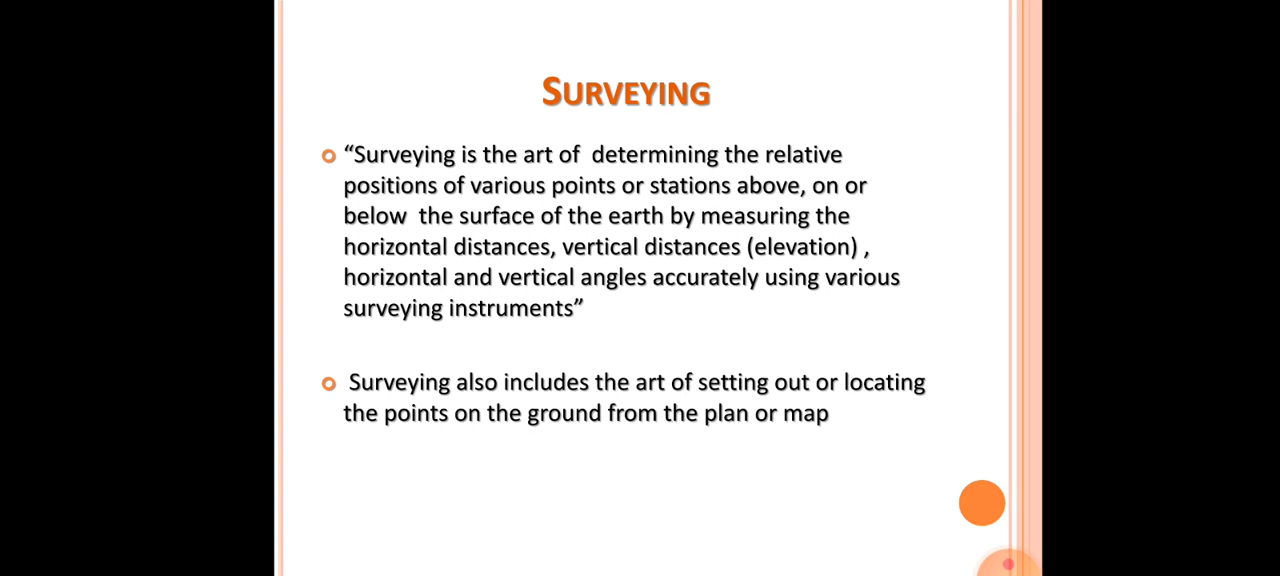 SURVEYING
“Surveying is the art of determining the relative
positions of various points or stations above, on or
below the surface of the earth by measuring the
horizontal distances, vertical distances (elevation) ,
horizontal and vertical angles accurately using various
surveying instruments”
Surveying also includes the art of setting out or locating
the points on the ground from the plan or map